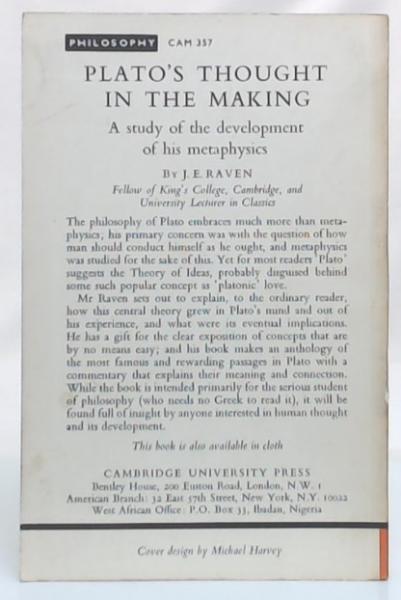 PHILOSOPHY CAM 357
PLATO'S THOUGHT
IN THE MAKING
A study of the development
of his metaphysics
BY J. E. RAVEN
Fellow of King's College, Cambridge, and
University Lecturer in Classics
The philosophy of Plato embraces much more than meta-
physics; his primary concern was with the question of how
man should conduct himself as he ought, and metaphysics
was studied for the sake of this. Yet for most readers 'Plato'
suggests the Theory of Ideas, probably disguised behind
some such popular concept as 'platonic' love.
Mr Raven sets out to explain, to the ordinary reader,
how this central theory grew in Plato's mind and out of
his experience, and what were its eventual implications.
He has a gift for the clear exposition of concepts that are
by no means easy; and his book makes an anthology of
the most famous and rewarding passages in Plato with a
commentary that explains their meaning and connection.
While the book is intended primarily for the serious student
of philosophy (who needs no Greek to read it), it will be
found full of insight by anyone interested in human thought
and its development.
This book is also available in cloth
CAMBRIDGE UNIVERSITY PRESS
Bentley House, 200 Euston Road, London, N.W. 1
American Branch: 32 East 57th Street, New York, N.Y. 10022
West African Office: P.O. Box 33, Ibadan, Nigeria
Cover design by Michael Harvey